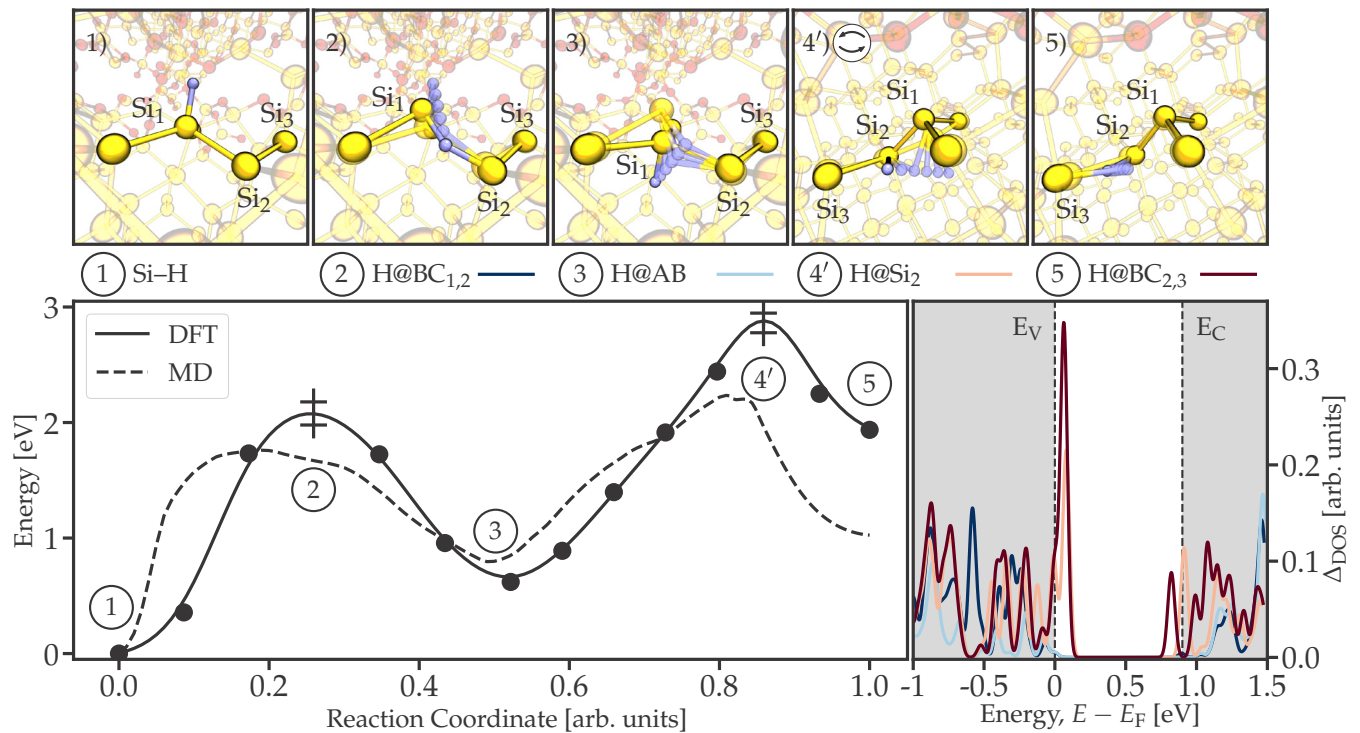 1)
Si1
Si3
Si2
2)
Si1
Si3
Si2
3)
Si3
Si1
Si2
4′)
Si1
Si2
Si3
5)
Si1
Si2
Si3
1 Si–H
2 H@BC1,2
3 H@AB
4′ H@Si2
5 H@BC2,3
DFT
MD
Energy [eV]
3
2
1
0
1
2
3
4′
5
0.0 0.2 0.4 0.6 0.8 1.0
Reaction Coordinate [arb. units]
EV
EC
0.3
0.2
0.1
0.0
ΔDOS [arb. units]
-1 -0.5 0 0.5 1 1.5
Energy, E − EF [eV]